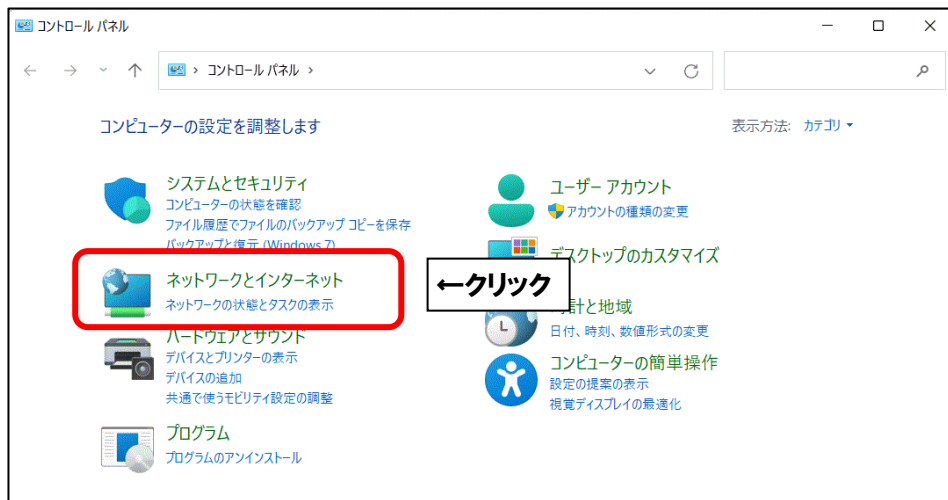 コントロール パネル
コントロール パネル
コンピューターの設定を調整します
表示方法: カテゴリ
システムとセキュリティ
コンピューターの状態を確認
ファイル履歴でファイルのバックアップ コピーを保存
バックアップと復元 (Windows 7)
ネットワークとインターネット
ネットワークの状態とタスクの表示
←クリック
ハードウェアとサウンド
デバイスとプリンターの表示
デバイスの追加
共通で使うモビリティ設定の調整
プログラム
プログラムのアンインストール
ユーザー アカウント
アカウントの種類の変更
デスクトップのカスタマイズ
計と地域
日付、時刻、数値形式の変更
コンピューターの簡単操作
設定の提案の表示
視覚ディスプレイの最適化